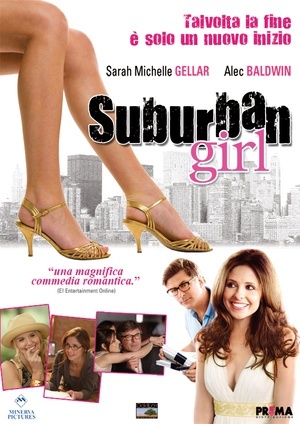 Talvolta la fine
è solo un nuovo inizio
Sarah Michelle GELLAR Alec BALDWIN
Suburban
girl
"una magnifica
commedia romantica."
(E! Entertainment Online)
MINERVA
PICTURES
PRIMA